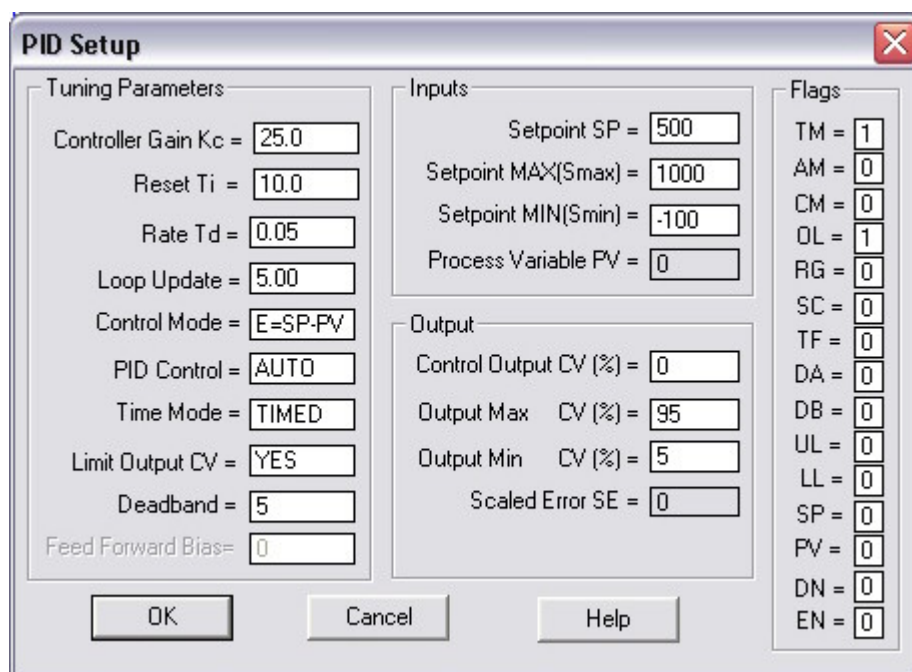 PID Setup
Tuning Parameters
Controller Gain Kc = 25.0
Reset Ti = 10.0
Rate Td = 0.05
Loop Update = 5.00
Control Mode = E=SP-PV
PID Control = AUTO
Time Mode = TIMED
Limit Output CV = YES
Deadband = 5
Feed Forward Bias= 0
Inputs
Setpoint SP = 500
Setpoint MAX(Smax) = 1000
Setpoint MIN(Smin) = -100
Process Variable PV = 0
Output
Control Output CV (%) = 0
Output Max CV (%) = 95
Output Min CV (%) = 5
Scaled Error SE = 0
Flags
TM = 1
AM = 0
CM = 0
OL = 1
RG = 0
SC = 0
TF = 0
DA = 0
DB = 0
UL = 0
LL = 0
SP = 0
PV = 0
DN = 0
EN = 0
OK
Cancel
Help